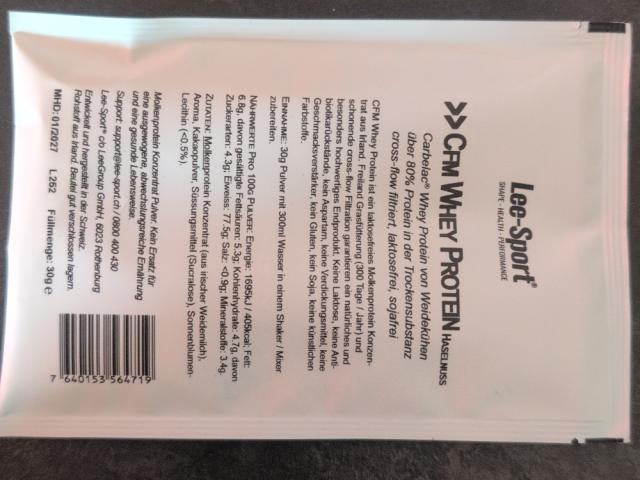 Lee-Sport®
SHAPE - HEALTH - PERFORMANCE
CFM WHEY PROTEIN HASELNUSS
Carbelac® Whey Protein von Weidekühen
über 80% Protein in der Trockensubstanz
cross-flow filtriert, laktosefrei, sojafrei
CFM Whey Protein ist ein laktosefreies Molkenprotein Konzen-
trat aus Irland. Freiland Grasfütterung (300 Tage / Jahr) und
schonende cross-flow Filtration garantieren ein natürliches und
besonders hochwertiges Endprodukt. Keine Laktose, keine Anti-
biotikarückstände, kein Aspartam, keine Verdickungsmittel, keine
Geschmacksverstärker, kein Gluten, kein Soja, keine künstlichen
Farbstoffe.
EINNAHME: 30g Pulver mit 300ml Wasser in einem Shaker / Mixer
zubereiten.
NÄHRWERTE PRO 100G PULVER: Energie: 1695kJ / 405kcal; Fett:
6.8g, davon gesättigte Fettsäuren: 5.3g; Kohlenhydrate: 4.7g, davon
Zuckerarten: 4.3g; Eiweiss: 77.5g; Salz: <0.9g; Mineralstoffe: 3.4g.
ZUTATEN: Molkenprotein Konzentrat (aus irischer Weidemilch),
Aroma, Kakaopulver, Süssungsmittel (Sucralose), Sonnenblumen-
Lecithin (<0.5%).
Molkenprotein Konzentrat Pulver. Kein Ersatz für
eine ausgewogene, abwechslungsreiche Ernährung
und eine gesunde Lebensweise.
Support: support@lee-sport.ch / 0800 400 430
Lee-Sport® c/o LeeGroup GmbH, 6023 Rothenburg
Entwickelt und hergestellt in der Schweiz.
Rohstoff aus Irland. Beutel gut verschlossen lagern.
MHD: 01/2027 L252 Füllmenge: 30g e
7 640153 564719